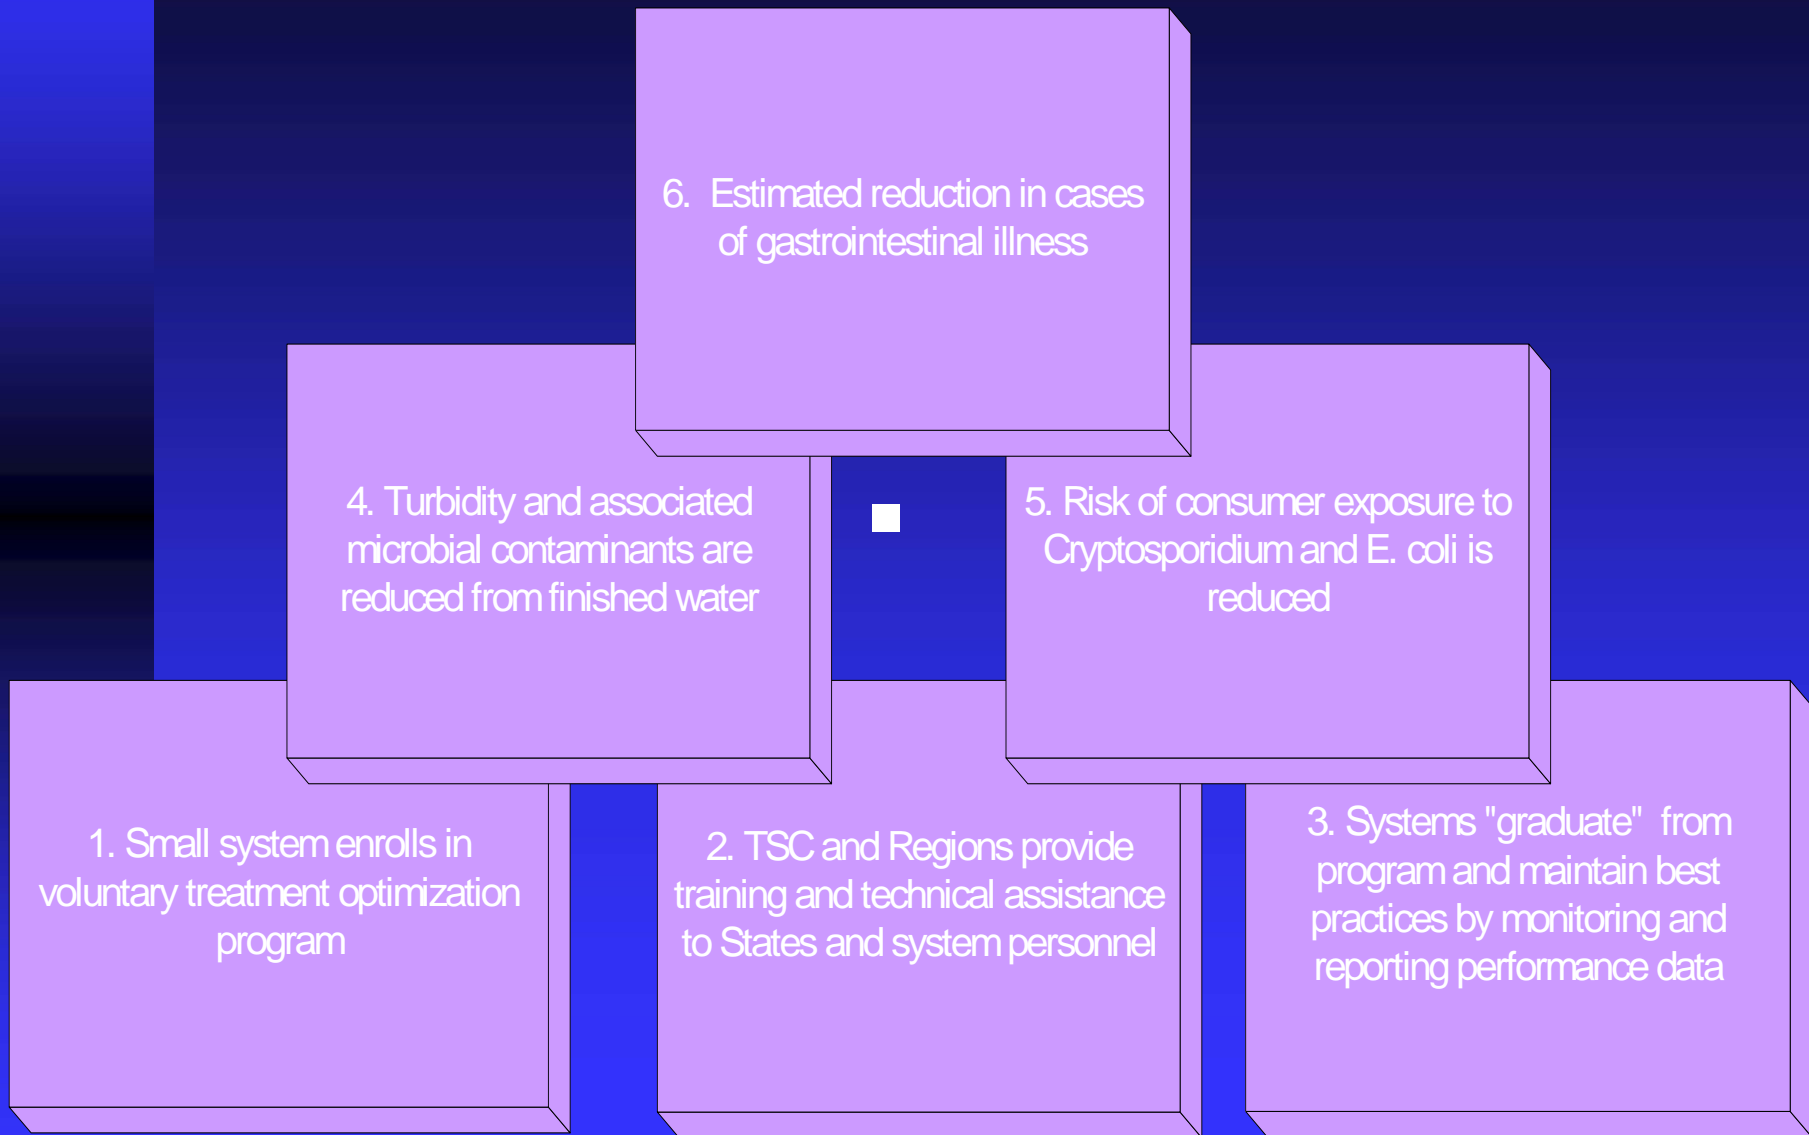 6.  Estimated reduction in cases
of gastrointestinal illness
4. Turbidity and associated
microbial contaminants are
reduced from finished water
5. Risk of consumer exposure to
Cryptosporidium and E. coli is
reduced
1. Small system enrolls in
voluntary treatment optimization
program
2. TSC and Regions provide
training and technical assistance
to States and system personnel
3. Systems "graduate"  from
program and maintain best
practices by monitoring and
reporting performance data